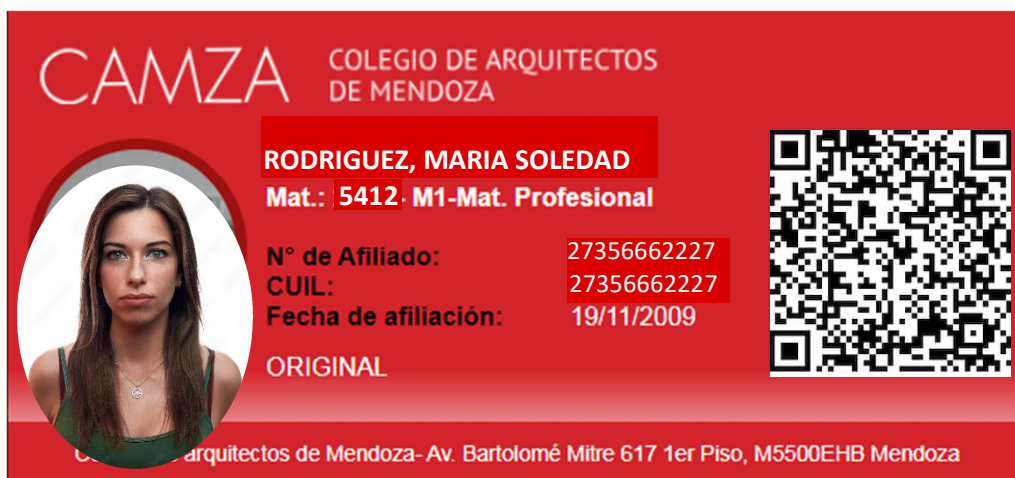 CAMZA
COLEGIO DE ARQUITECTOS
DE MENDOZA
RODRIGUEZ, MARIA SOLEDAD
Mat.: 5412 - M1-Mat. Profesional
N° de Afiliado: 27356662227
CUIL: 27356662227
Fecha de afiliación: 19/11/2009
ORIGINAL
arquitectos de Mendoza- Av. Bartolomé Mitre 617 1er Piso, M5500EHB Mendoza